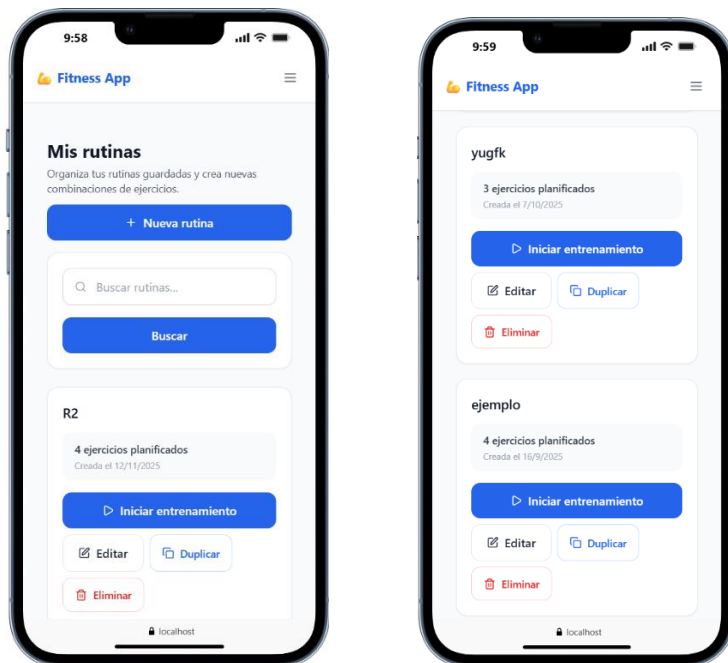 9:58
Fitness App
Mis rutinas
Organiza tus rutinas guardadas y crea nuevas
combinaciones de ejercicios.
+ Nueva rutina
Buscar rutinas...
Buscar
R2
4 ejercicios planificados
Creada el 12/11/2025
Iniciar entrenamiento
Editar
Duplicar
Eliminar
localhost
9:59
Fitness App
yugfk
3 ejercicios planificados
Creada el 7/10/2025
Iniciar entrenamiento
Editar
Duplicar
Eliminar
ejemplo
4 ejercicios planificados
Creada el 16/9/2025
Iniciar entrenamiento
Editar
Duplicar
Eliminar
localhost